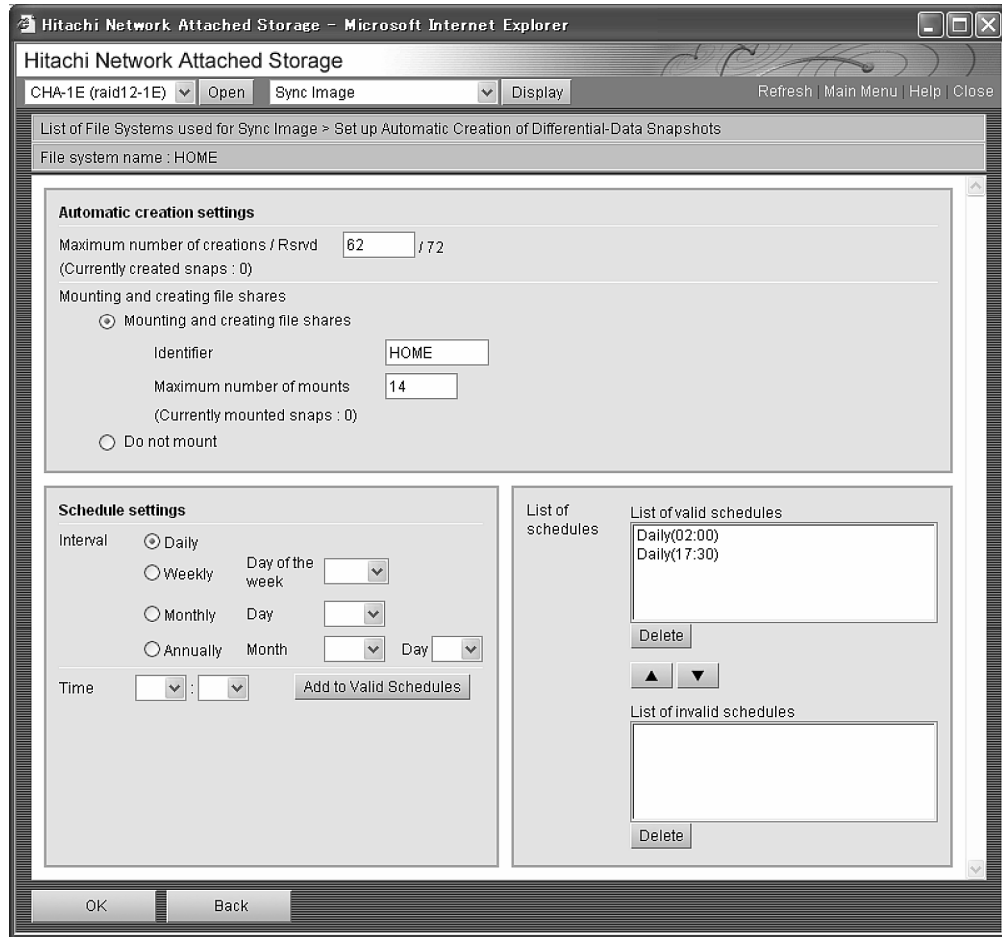 Hitachi Network Attached Storage - Microsoft Internet Explorer
Hitachi Network Attached Storage
CHA-1E (raid12-1E) Open Sync Image Display Refresh | Main Menu | Help | Close
List of File Systems used for Sync Image > Set up Automatic Creation of Differential-Data Snapshots
File system name : HOME
Automatic creation settings
Maximum number of creations / Rsrvd 62 / 72
(Currently created snaps : 0)
Mounting and creating file shares
Mounting and creating file shares
Identifier HOME
Maximum number of mounts 14
(Currently mounted snaps : 0)
Do not mount
Schedule settings
Interval Daily
Weekly Day of the week
Monthly Day
Annually Month Day
Time : Add to Valid Schedules
List of schedules
List of valid schedules
Daily(02:00)
Daily(17:30)
Delete
▲ ▼
List of invalid schedules
Delete
OK Back